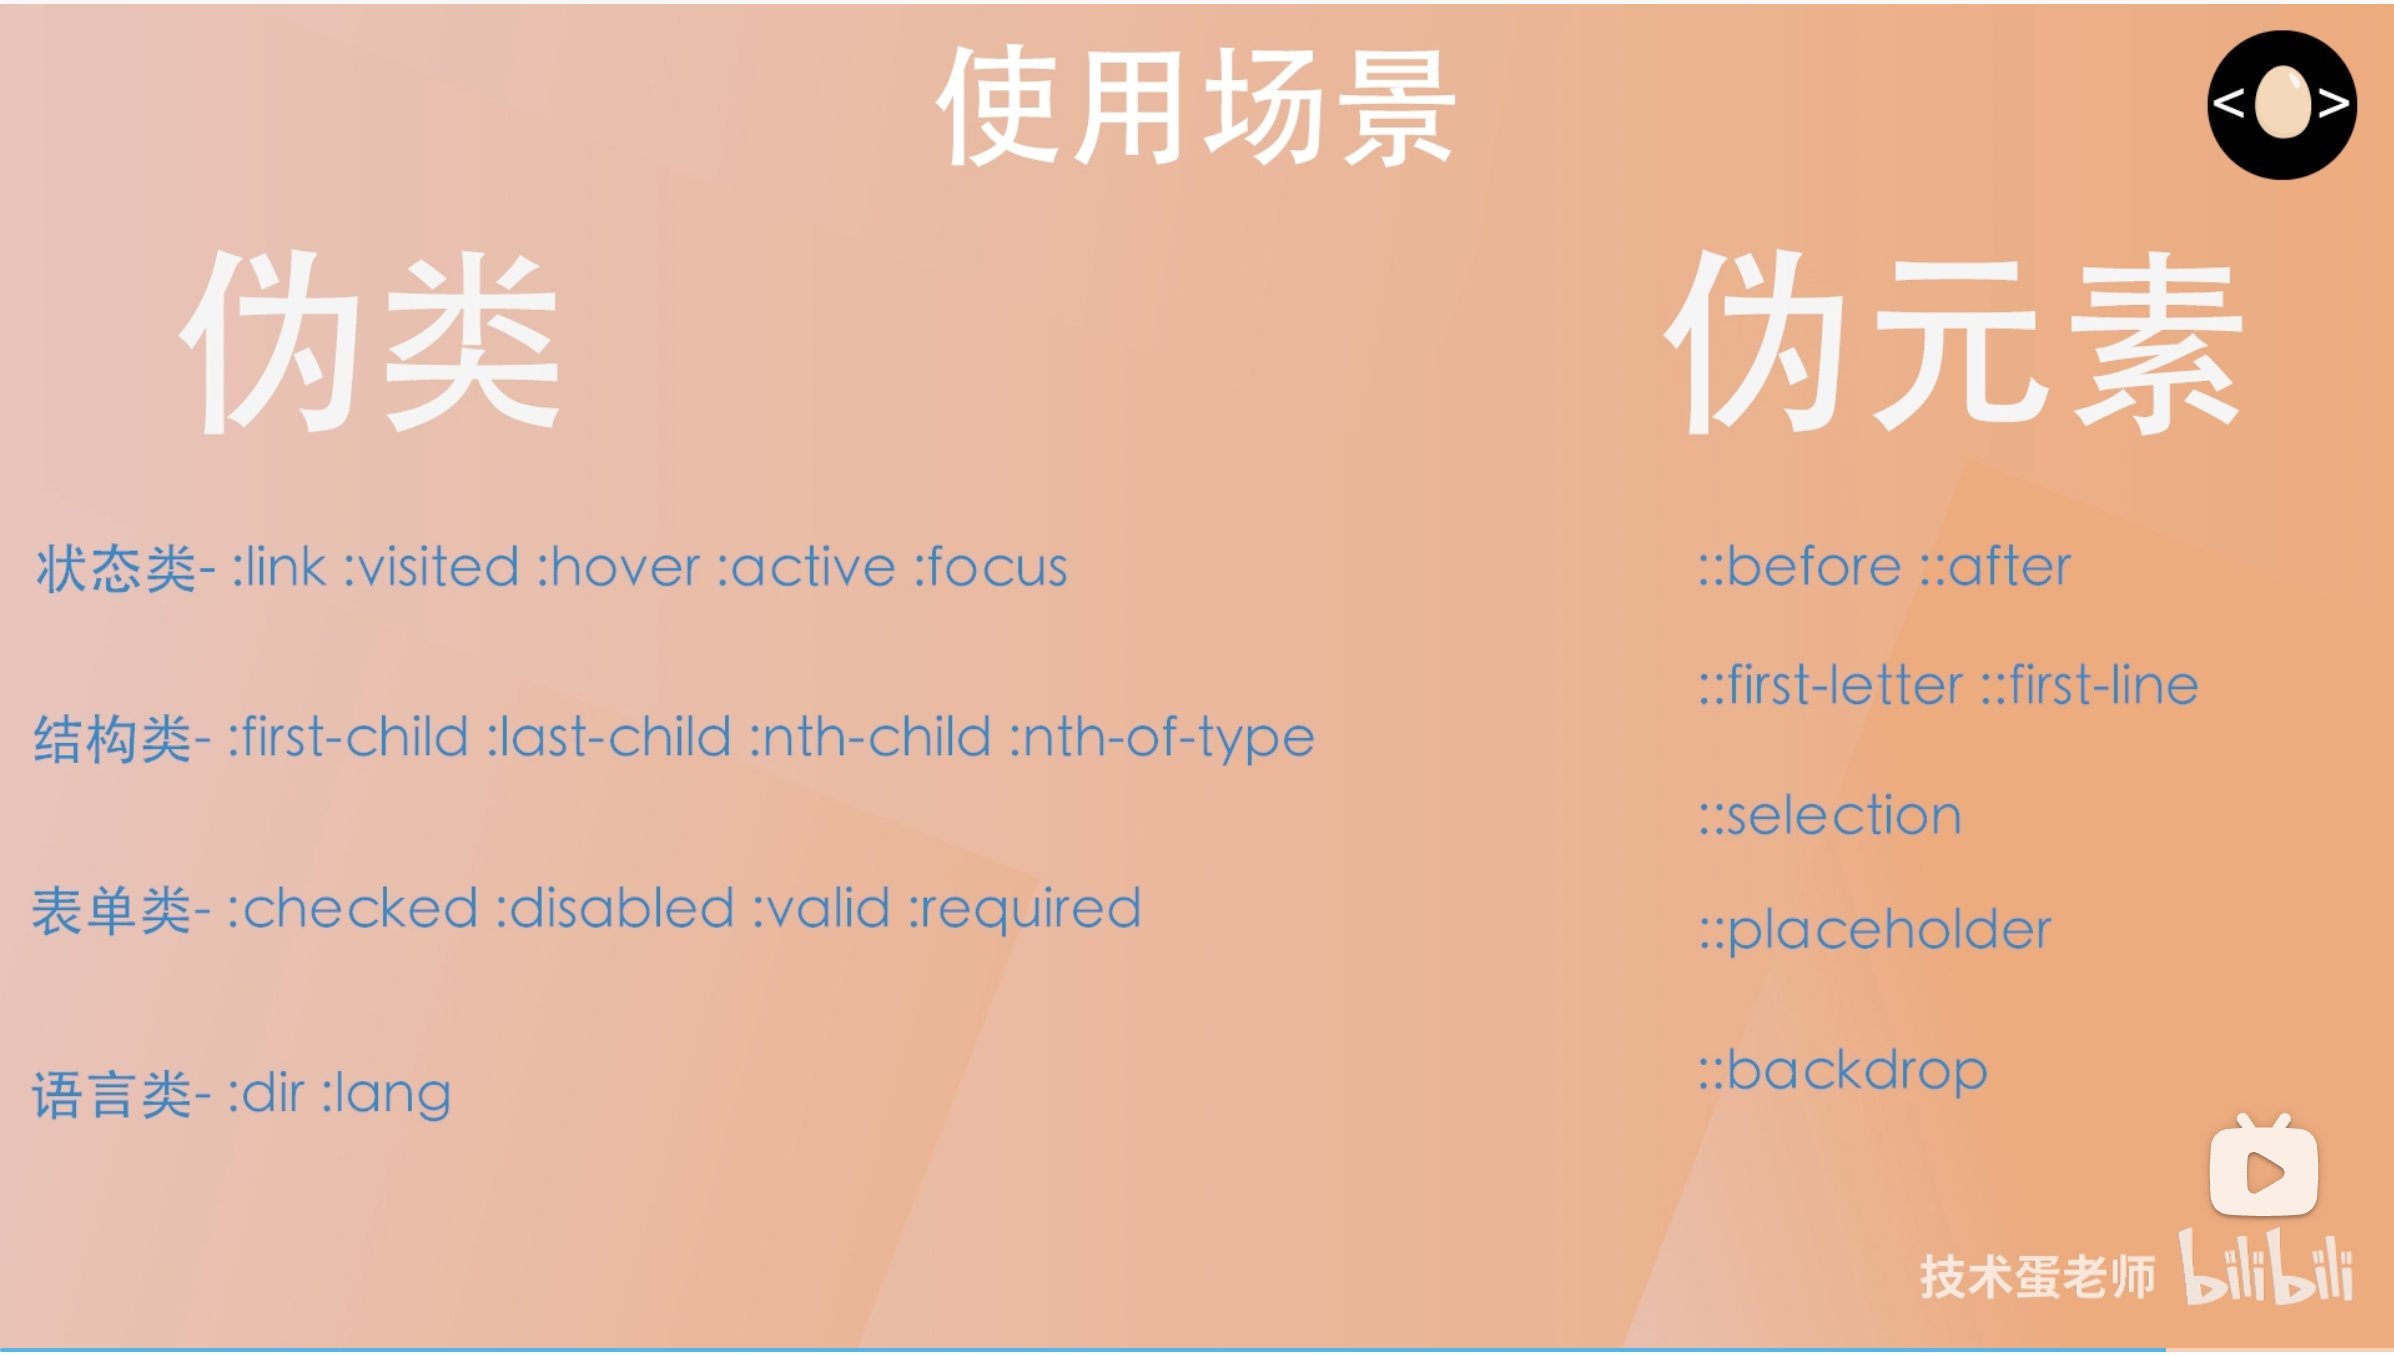 使用场景
伪类
状态类- :link :visited :hover :active :focus
结构类- :first-child :last-child :nth-child :nth-of-type
表单类- :checked :disabled :valid :required
语言类- :dir :lang
伪元素
::before ::after
::first-letter ::first-line
::selection
::placeholder
::backdrop
< >
技术蛋老师 bilibili